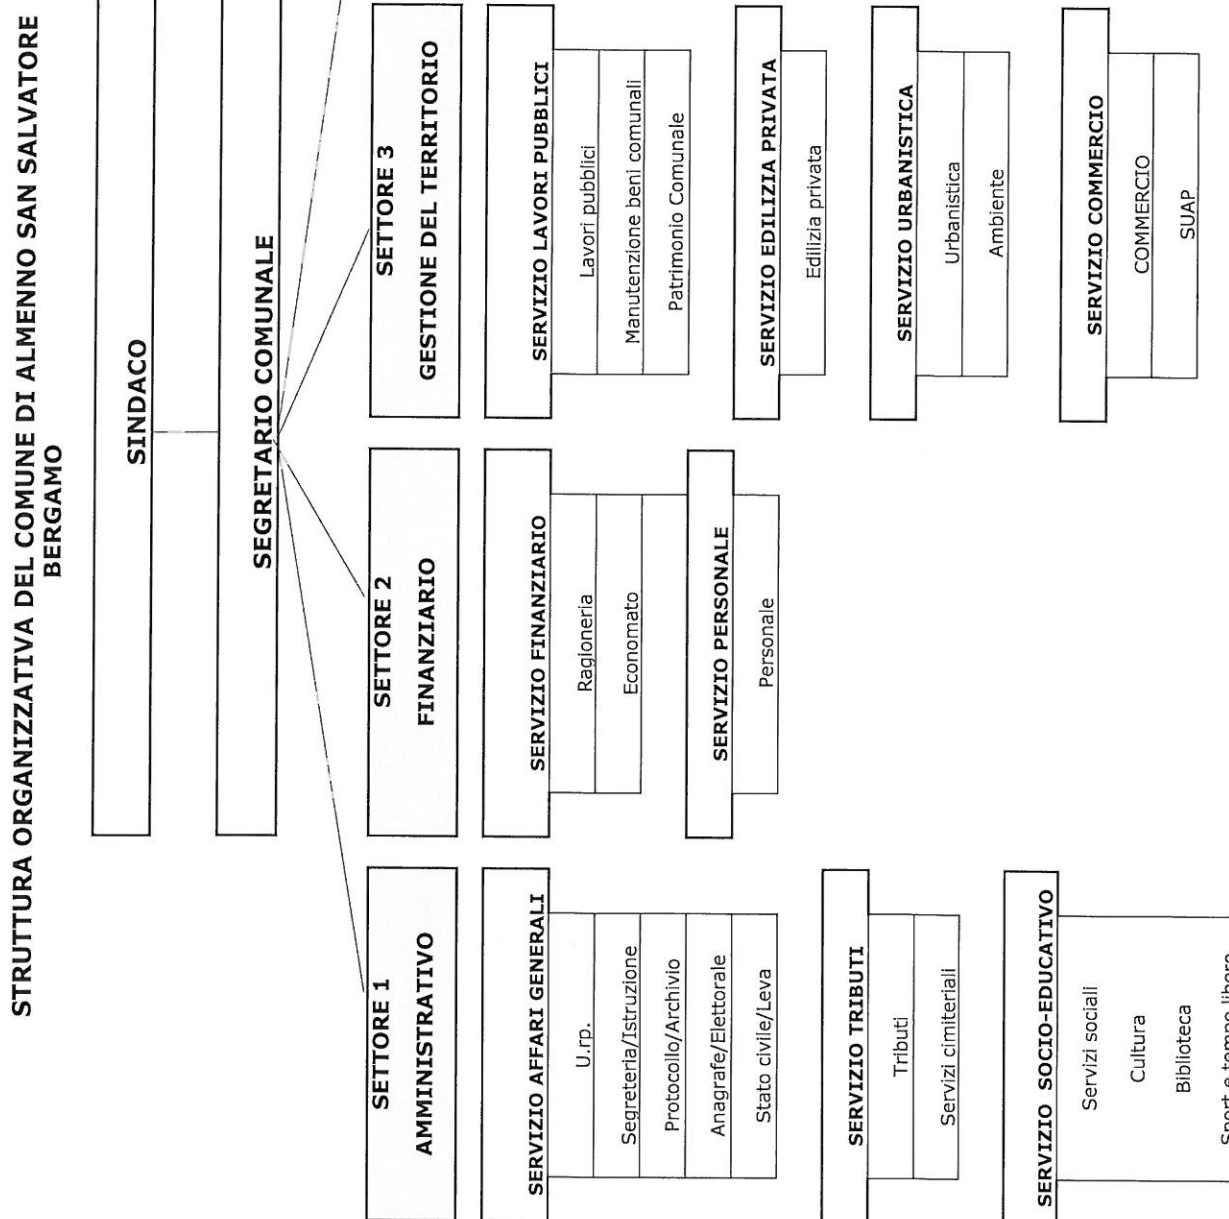 STRUTTURA ORGANIZZATIVA DEL COMUNE DI ALMENNO SAN SALVATORE
BERGAMO
SINDACO
SEGRETARIO COMUNALE
SETTORE 1
AMMINISTRATIVO
SERVIZIO AFFARI GENERALI
U.rp.
Segreteria/Istruzione
Protocollo/Archivio
Anagrafe/Elettorale
Stato civile/Leva
SERVIZIO TRIBUTI
Tributi
Servizi cimiteriali
SERVIZIO SOCIO-EDUCATIVO
Servizi sociali
Cultura
Biblioteca
Sport e tempo libero
SETTORE 2
FINANZIARIO
SERVIZIO FINANZIARIO
Ragioneria
Economato
SERVIZIO PERSONALE
Personale
SETTORE 3
GESTIONE DEL TERRITORIO
SERVIZIO LAVORI PUBBLICI
Lavori pubblici
Manutenzione beni comunali
Patrimonio Comunale
SERVIZIO EDILIZIA PRIVATA
Edilizia privata
SERVIZIO URBANISTICA
Urbanistica
Ambiente
SERVIZIO COMMERCIO
COMMERCIO
SUAP